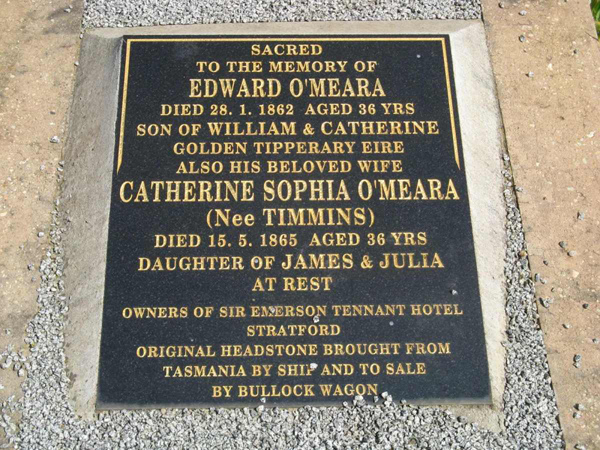 SACRED
TO THE MEMORY OF
EDWARD O'MEARA
DIED 28. 1. 1862 AGED 36 YRS
SON OF WILLIAM & CATHERINE
GOLDEN TIPPERARY EIRE
ALSO HIS BELOVED WIFE
CATHERINE SOPHIA O'MEARA
(Nee TIMMINS)
DIED 15. 5. 1865 AGED 36 YRS
DAUGHTER OF JAMES & JULIA
AT REST
OWNERS OF SIR EMERSON TENNANT HOTEL
STRATFORD
ORIGINAL HEADSTONE BROUGHT FROM
TASMANIA BY SHIP AND TO SALE
BY BULLOCK WAGON